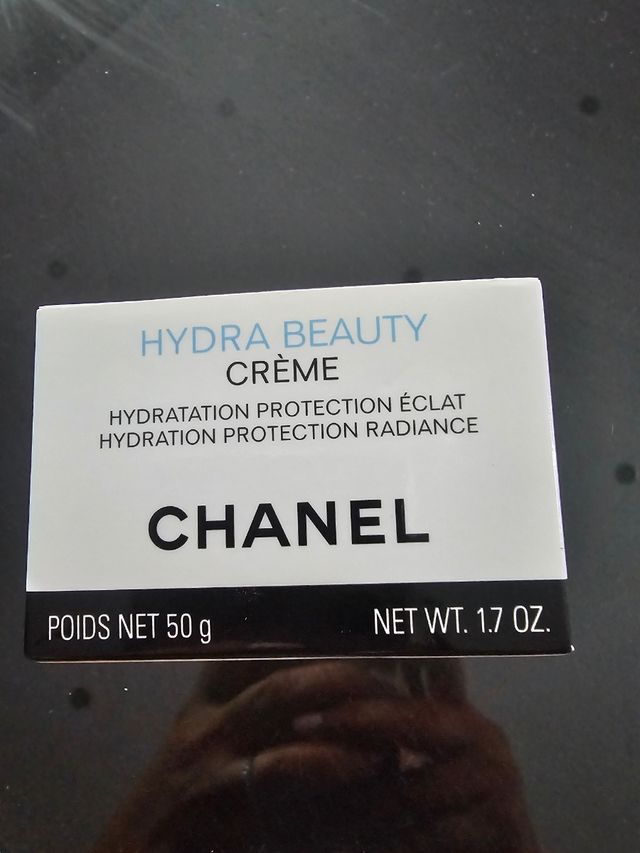 HYDRA BEAUTY
CRÈME
HYDRATATION PROTECTION ÉCLAT
HYDRATION PROTECTION RADIANCE
CHANEL
POIDS NET 50 g NET WT. 1.7 OZ.